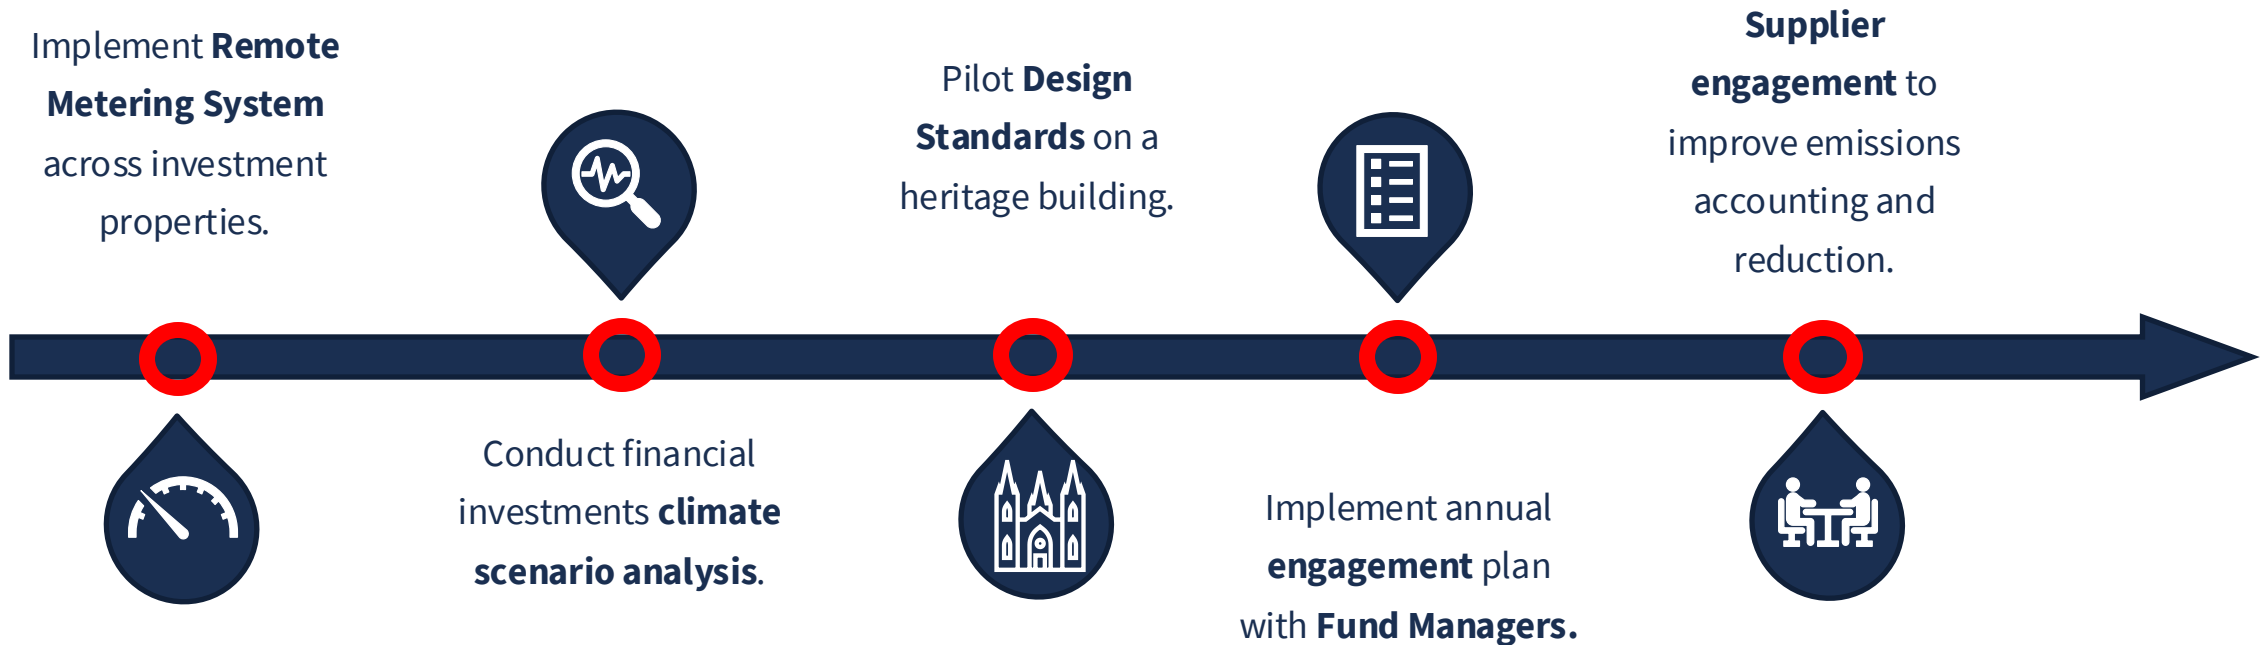 Implement Remote
Metering System
across investment
properties.
Conduct financial
investments climate
scenario analysis.
Pilot Design
Standards on a
heritage building.
Implement annual
engagement plan
with Fund Managers.
Supplier
engagement to
improve emissions
accounting and
reduction.